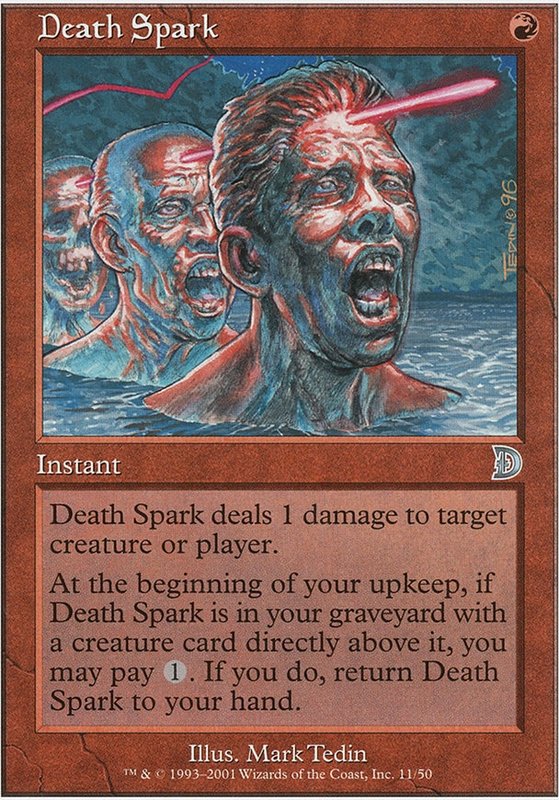 Death Spark
TEDIN © 96
Instant
D
Death Spark deals 1 damage to target
creature or player.
At the beginning of your upkeep, if
Death Spark is in your graveyard with
a creature card directly above it, you
may pay 1. If you do, return Death
Spark to your hand.
Illus. Mark Tedin
™ & © 1993–2001 Wizards of the Coast, Inc. 11/50